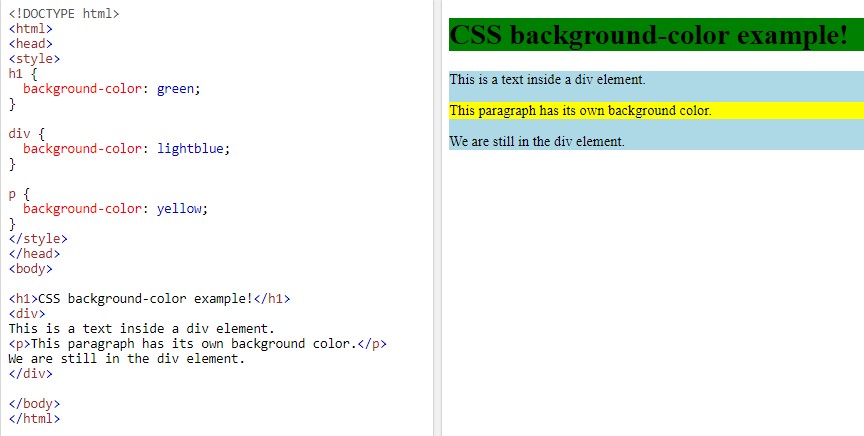 <!DOCTYPE html>
<html>
<head>
<style>
h1 {
  background-color: green;
}

div {
  background-color: lightblue;
}

p {
  background-color: yellow;
}
</style>
</head>
<body>

<h1>CSS background-color example!</h1>
<div>
This is a text inside a div element.
<p>This paragraph has its own background color.</p>
We are still in the div element.
</div>

</body>
</html>
CSS background-color example!
This is a text inside a div element.
This paragraph has its own background color.
We are still in the div element.